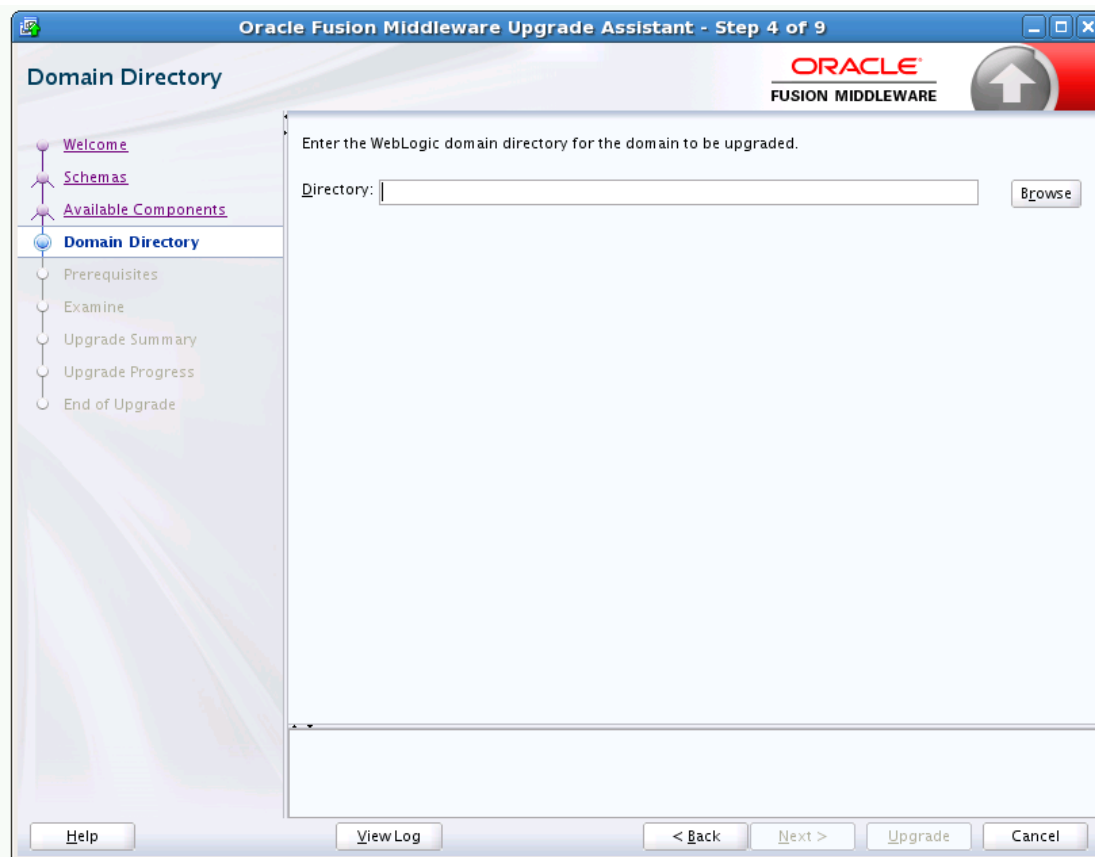 Oracle Fusion Middleware Upgrade Assistant - Step 4 of 9
Domain Directory
ORACLE
FUSION MIDDLEWARE
Welcome
Schemas
Available Components
Domain Directory
Prerequisites
Examine
Upgrade Summary
Upgrade Progress
End of Upgrade
Enter the WebLogic domain directory for the domain to be upgraded.
Directory: Browse
Help View Log < Back Next > Upgrade Cancel